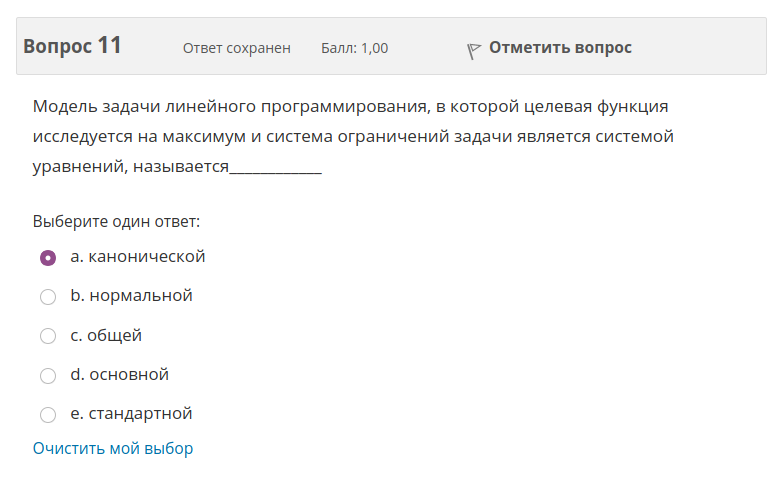 Вопрос 11 Ответ сохранен Балл: 1,00 Отметить вопрос
Модель задачи линейного программирования, в которой целевая функция
исследуется на максимум и система ограничений задачи является системой
уравнений, называется____________
Выберите один ответ:
a. канонической
b. нормальной
c. общей
d. основной
e. стандартной
Очистить мой выбор